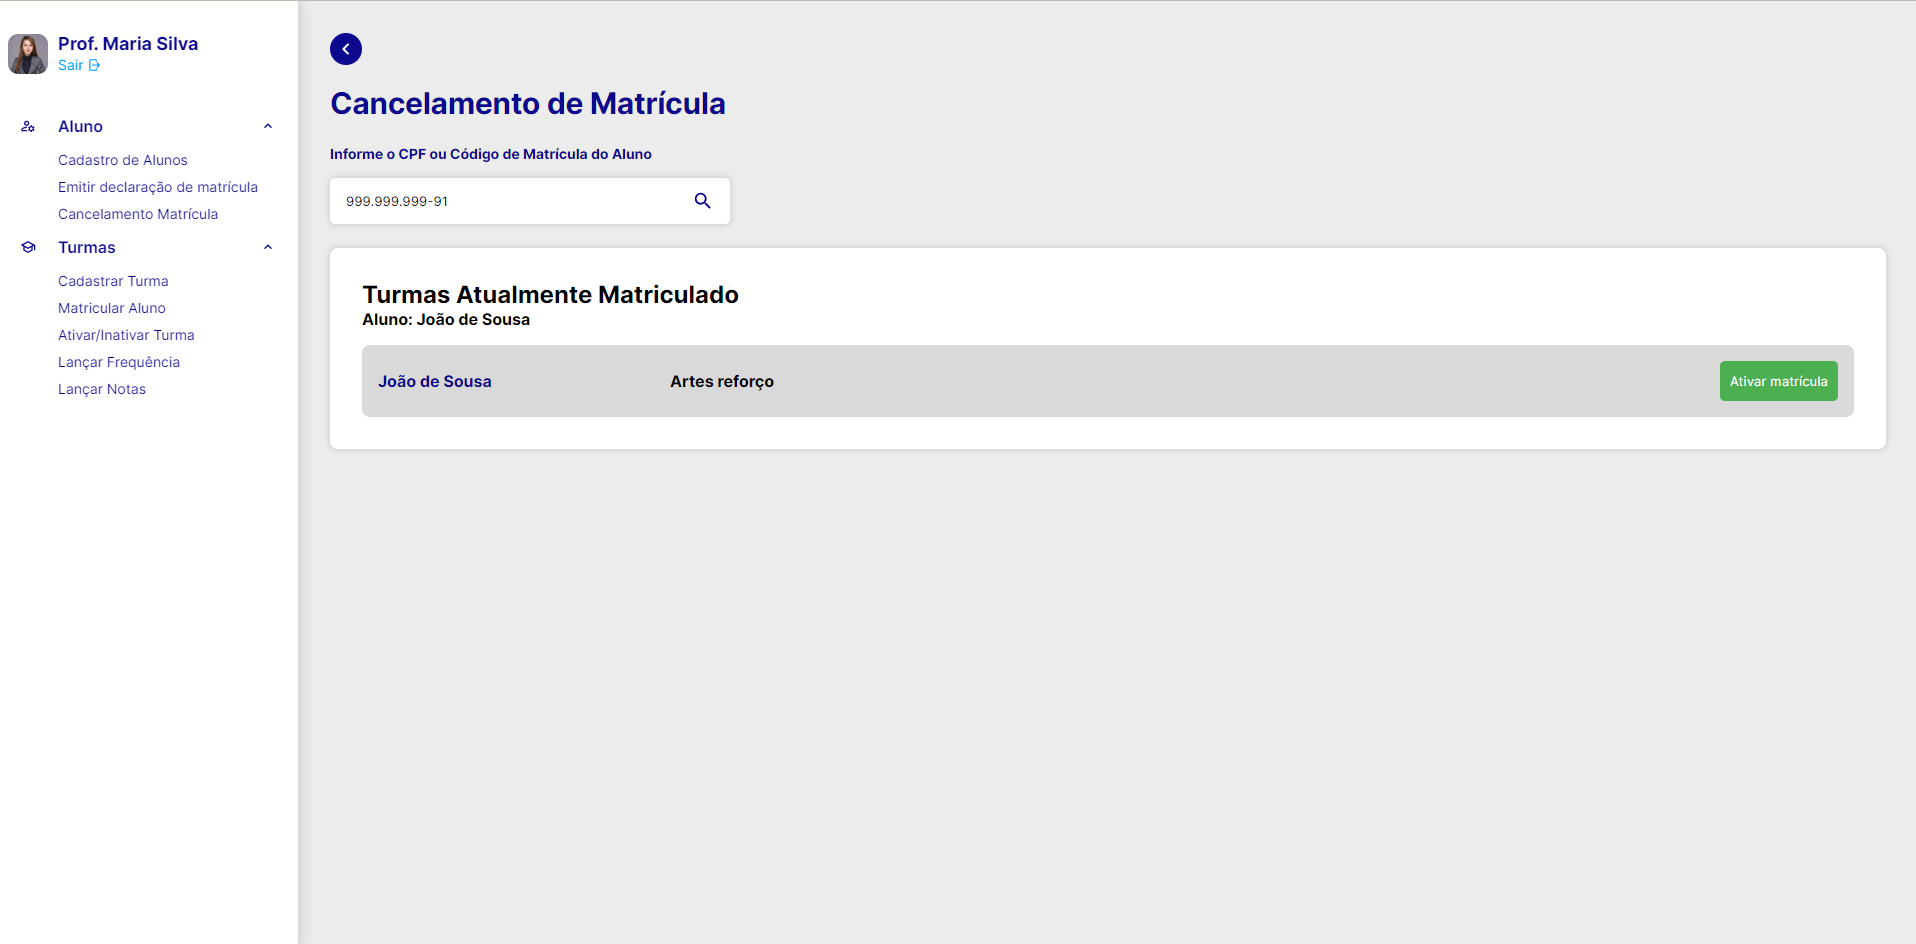 Prof. Maria Silva
Sair
Aluno
Cadastro de Alunos
Emitir declaração de matrícula
Cancelamento Matrícula
Turmas
Cadastrar Turma
Matricular Aluno
Ativar/Inativar Turma
Lançar Frequência
Lançar Notas
Cancelamento de Matrícula
Informe o CPF ou Código de Matrícula do Aluno
999.999.999-91
Turmas Atualmente Matriculado
Aluno: João de Sousa
João de Sousa Artes reforço Ativar matrícula